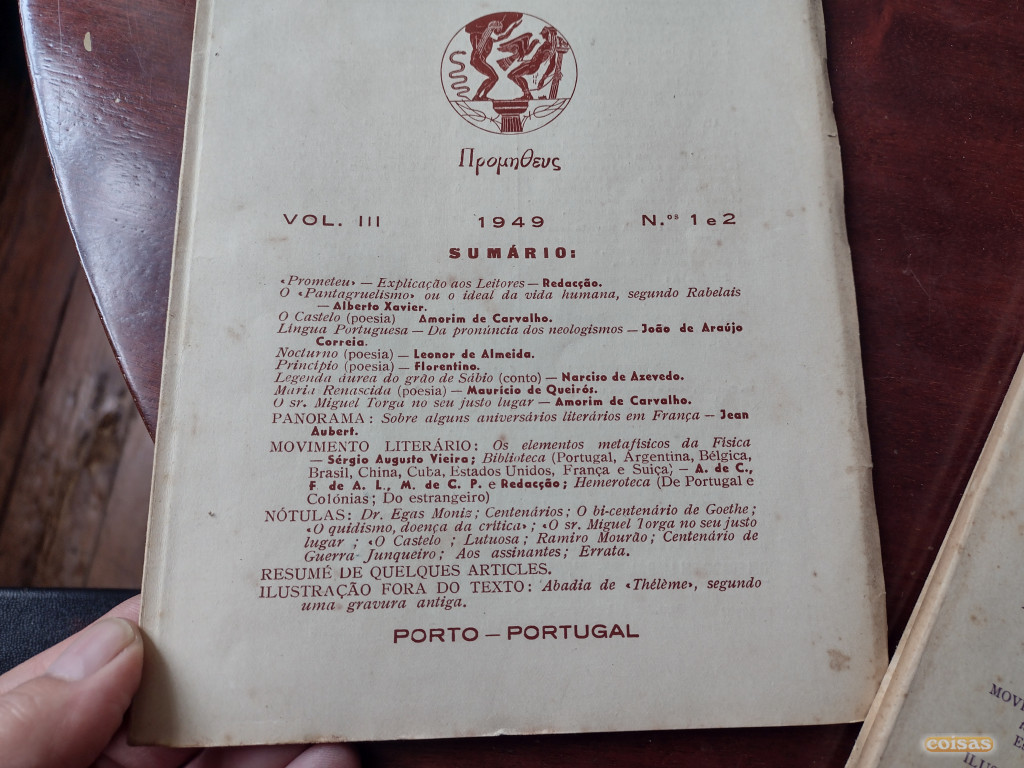 Προμηθευς
VOL. III 1949 N.os 1 e 2
SUMÁRIO:
«Prometeu» — Explicação aos Leitores — Redacção.
O «Pantagruelismo» ou o ideal da vida humana, segundo Rabelais
— Alberto Xavier.
O Castelo (poesia) Amorim de Carvalho.
Língua Portuguesa — Da pronúncia dos neologismos — João de Araújo
Correia.
Nocturno (poesia) — Leonor de Almeida.
Princípio (poesia) — Florentino.
Legenda áurea do grão de Sábio (conto) — Narciso de Azevedo.
Maria Renascida (poesia) — Maurício de Queirós.
O sr. Miguel Torga no seu justo lugar — Amorim de Carvalho.
PANORAMA: Sobre alguns aniversários literários em França — Jean
Aubert.
MOVIMENTO LITERÁRIO: Os elementos metafísicos da Física
— Sérgio Augusto Vieira; Biblioteca (Portugal, Argentina, Bélgica,
Brasil, China, Cuba, Estados Unidos, França e Suiça) — A. de C.,
F. de A. L., M. de C. P. e Redacção; Hemeroteca (De Portugal e
Colónias; Do estrangeiro)
NÓTULAS: Dr. Egas Moniz; Centenários; O bi-centenário de Goethe;
«O quidismo, doença da crítica»; «O sr. Miguel Torga no seu justo
lugar ; «O Castelo ; Lutuosa; Ramiro Mourão; Centenário de
Guerra Junqueiro; Aos assinantes; Errata.
RESUMÉ DE QUELQUES ARTICLES.
ILUSTRAÇÃO FORA DO TEXTO: Abadia de «Thélème», segundo
uma gravura antiga.
PORTO — PORTUGAL
MOV
ILUS
coisas